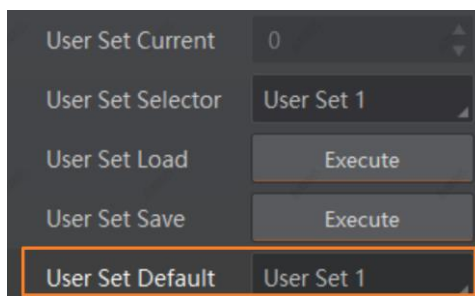 User Set Current 0
User Set Selector User Set 1
User Set Load Execute
User Set Save Execute
User Set Default User Set 1